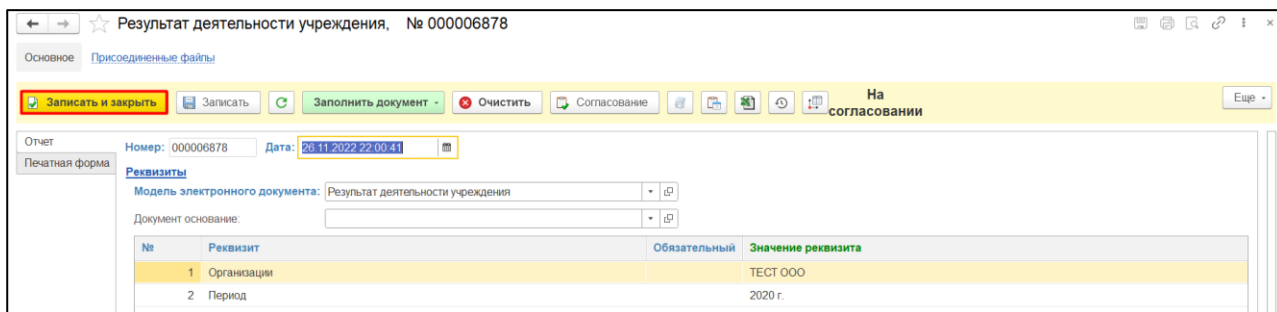 Результат деятельности учреждения, № 000006878
Основное Присоединенные файлы
Записать и закрыть Записать Заполнить документ Очистить Согласование На согласовании Еще
Отчет
Печатная форма
Номер: 000006878 Дата: 26.11.2022 22:00:41
Реквизиты
Модель электронного документа: Результат деятельности учреждения
Документ основание:
№ Реквизит Обязательный Значение реквизита
1 Организации ТЕСТ ООО
2 Период 2020 г.